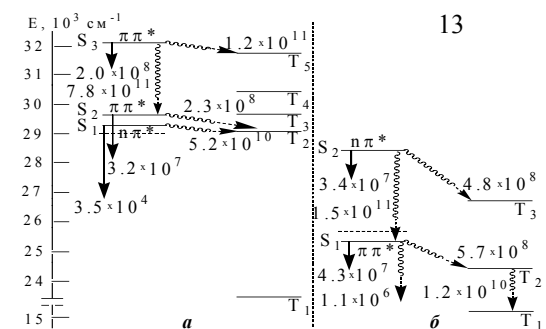 E, 10³ см⁻¹
13
32
31
30
29
28
27
26
25
24
15
S₃ ππ*
1.2×10¹¹
T₅
2.0×10⁸
7.8×10¹¹
T₄
S₂ ππ*
2.3×10⁸
T₃
S₁ nπ*
T₂
5.2×10¹⁰
3.2×10⁷
3.5×10⁴
T₁
а
S₂ nπ*
3.4×10⁷
4.8×10⁸
1.5×10¹¹
T₃
S₁ ππ*
5.7×10⁸
4.3×10⁷
T₂
1.1×10⁶
1.2×10¹⁰
T₁
б